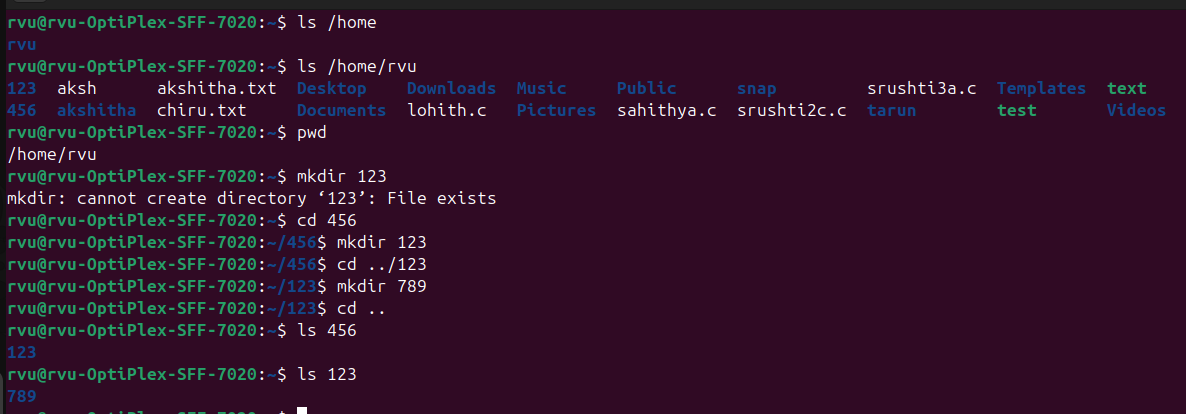 rvu@rvu-OptiPlex-SFF-7020:~$ ls /home
rvu
rvu@rvu-OptiPlex-SFF-7020:~$ ls /home/rvu
123  aksh      akshitha.txt  Desktop    Downloads  Music     Public      snap         srushti3a.c  Templates  text
456  akshitha  chiru.txt     Documents  lohith.c   Pictures  sahithya.c  srushti2c.c  tarun        test       Videos
rvu@rvu-OptiPlex-SFF-7020:~$ pwd
/home/rvu
rvu@rvu-OptiPlex-SFF-7020:~$ mkdir 123
mkdir: cannot create directory ‘123’: File exists
rvu@rvu-OptiPlex-SFF-7020:~$ cd 456
rvu@rvu-OptiPlex-SFF-7020:~/456$ mkdir 123
rvu@rvu-OptiPlex-SFF-7020:~/456$ cd ../123
rvu@rvu-OptiPlex-SFF-7020:~/123$ mkdir 789
rvu@rvu-OptiPlex-SFF-7020:~/123$ cd ..
rvu@rvu-OptiPlex-SFF-7020:~$ ls 456
123
rvu@rvu-OptiPlex-SFF-7020:~$ ls 123
789
rvu@rvu-OptiPlex-SFF-7020:~$